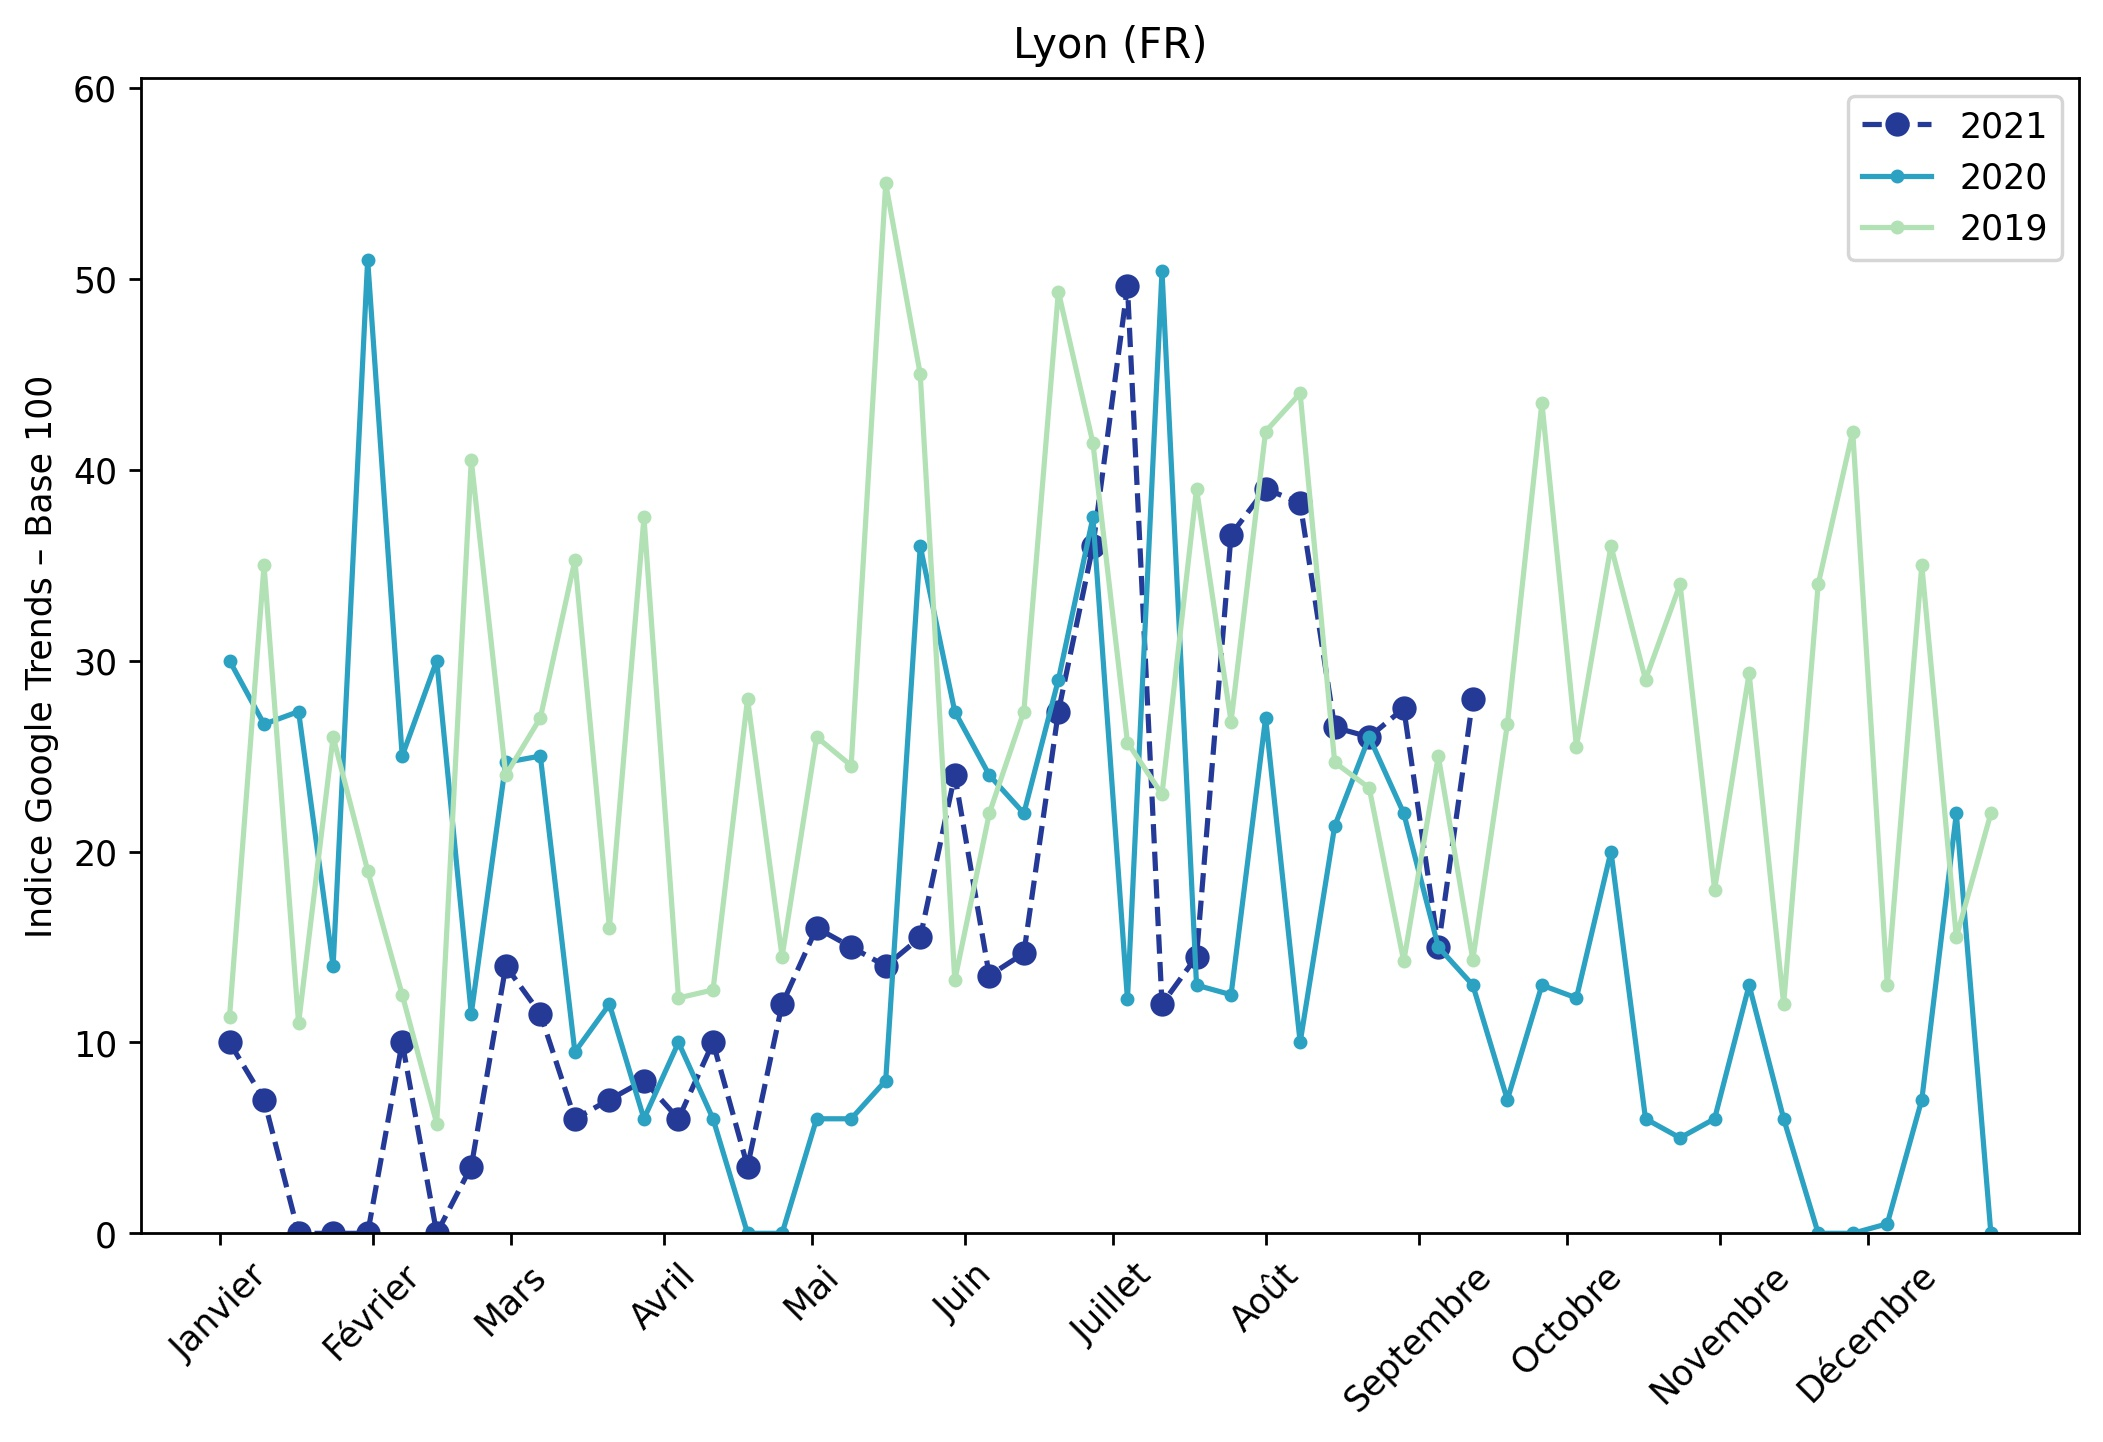 Lyon (FR)
Indice Google Trends – Base 100
60
50
40
30
20
10
0
2021
2020
2019
Janvier
Février
Mars
Avril
Mai
Juin
Juillet
Août
Septembre
Octobre
Novembre
Décembre